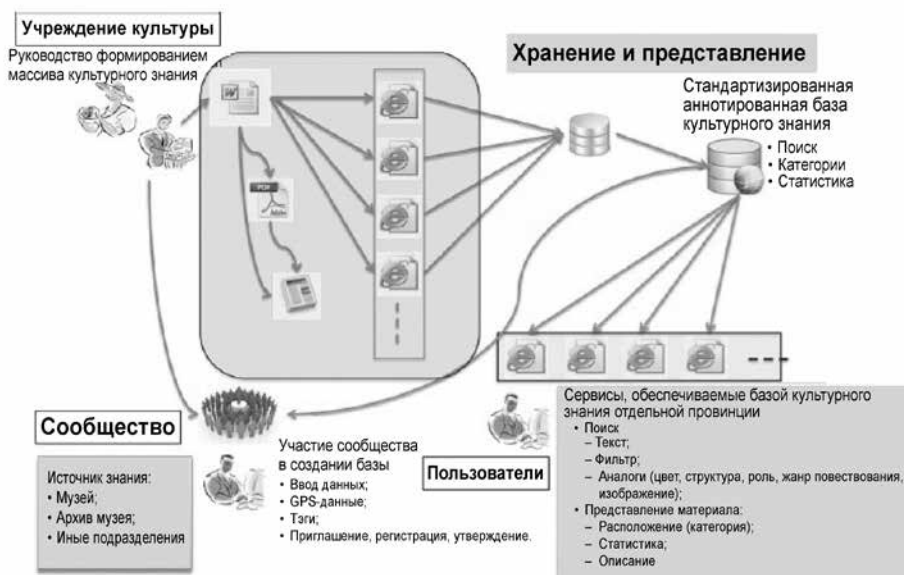 Учреждение культуры
Руководство формированием
массива культурного знания
W
PDF
Adobe
Хранение и представление
Стандартизированная
аннотированная база
культурного знания
• Поиск
• Категории
• Статистика
Сообщество
Источник знания:
• Музей;
• Архив музея;
• Иные подразделения
Участие сообщества
в создании базы
• Ввод данных;
• GPS-данные;
• Тэги;
• Приглашение, регистрация, утверждение.
Пользователи
Сервисы, обеспечиваемые базой культурного
знания отдельной провинции
• Поиск
– Текст;
– Фильтр;
– Аналоги (цвет, структура, роль, жанр повествования,
изображение);
• Представление материала:
– Расположение (категория);
– Статистика;
– Описание